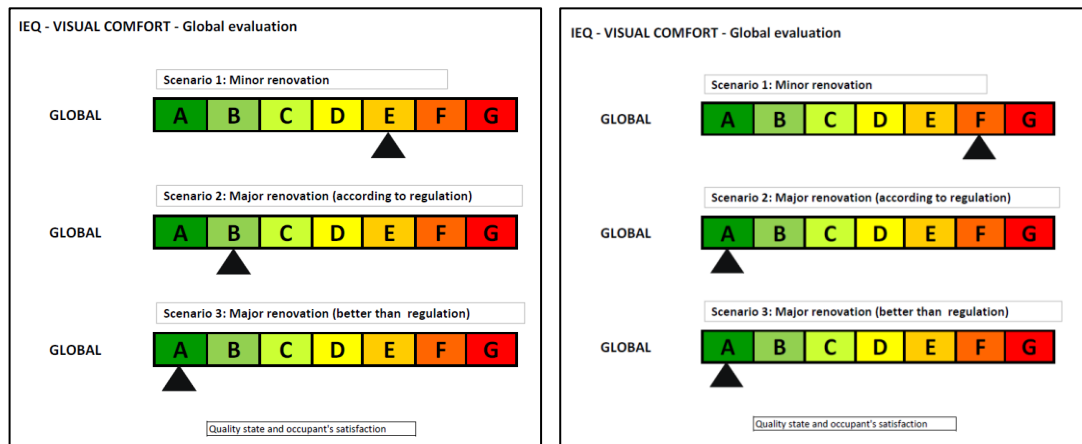 IEQ - VISUAL COMFORT - Global evaluation
Scenario 1: Minor renovation
GLOBAL A B C D E F G
Scenario 2: Major renovation (according to regulation)
GLOBAL A B C D E F G
Scenario 3: Major renovation (better than regulation)
GLOBAL A B C D E F G
Quality state and occupant's satisfaction
IEQ - VISUAL COMFORT - Global evaluation
Scenario 1: Minor renovation
GLOBAL A B C D E F G
Scenario 2: Major renovation (according to regulation)
GLOBAL A B C D E F G
Scenario 3: Major renovation (better than regulation)
GLOBAL A B C D E F G
Quality state and occupant's satisfaction